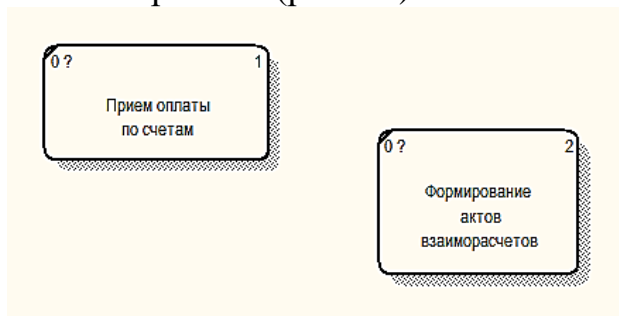 0 ?
1
Прием оплаты
по счетам
0 ?
2
Формирование
актов
взаиморасчетов